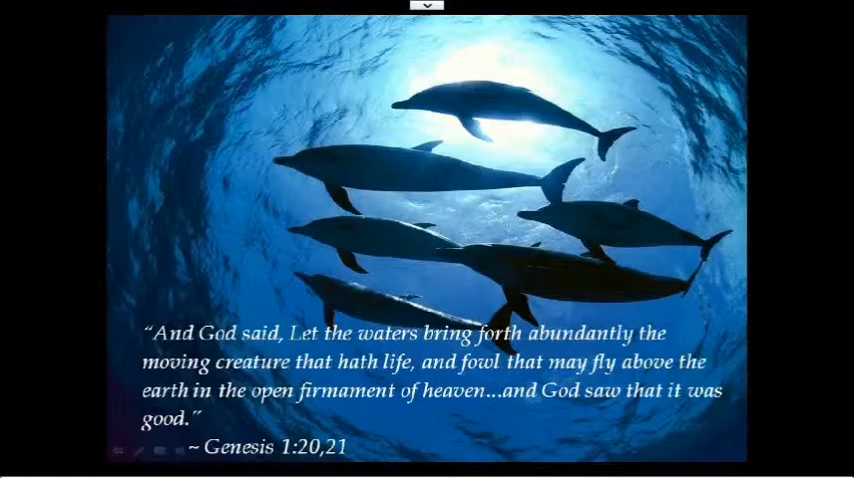 “And God said, Let the waters bring forth abundantly the
moving creature that hath life, and fowl that may fly above the
earth in the open firmament of heaven...and God saw that it was
good.”
~ Genesis 1:20,21